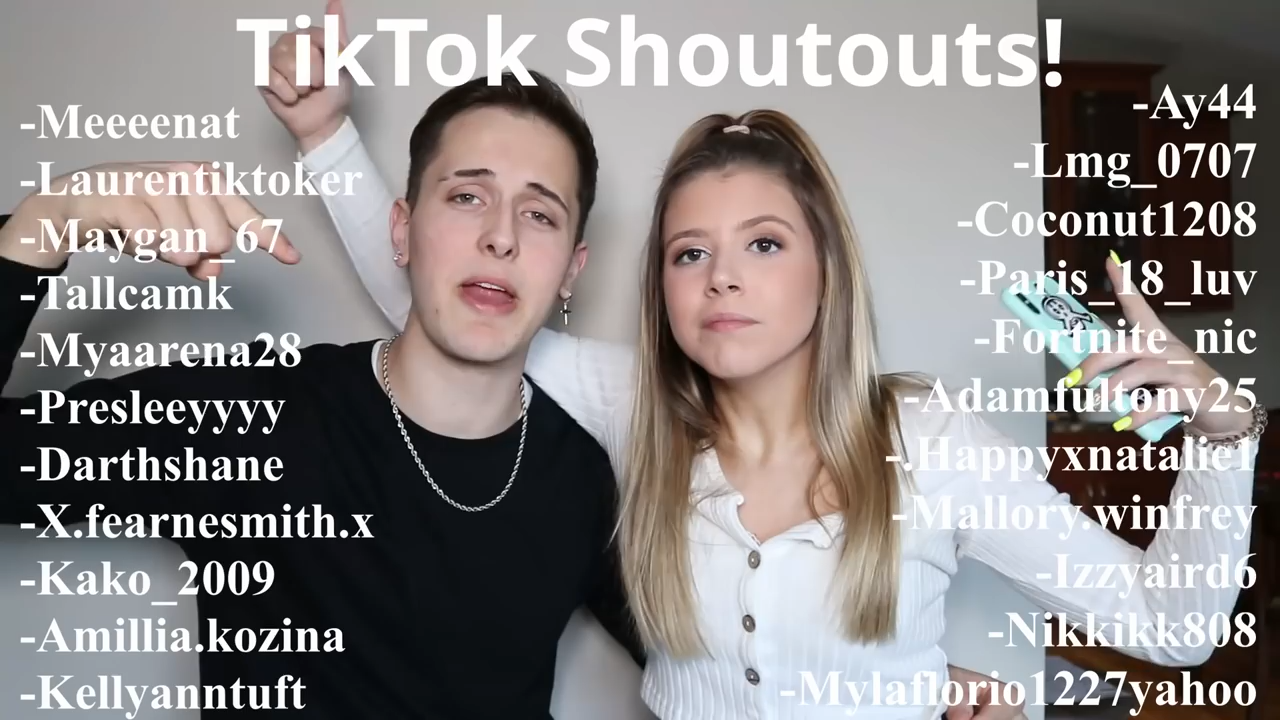 TikTok Shoutouts!
-Meeeenat
-Laurentiktoker
-Maygan_67
-Tallcamk
-Myaarena28
-Presleeyyyy
-Darthshane
-X.fearnesmith.x
-Kako_2009
-Amillia.kozina
-Kellyanntuft
-Ay44
-Lmg_0707
-Coconut1208
-Paris_18_luv
-Fortnite_nic
-Adamfultony25
-.Happyxnatalie1
-Mallory.winfrey
-Izzyaird6
-Nikkikk808
-Mylaflorio1227yahoo